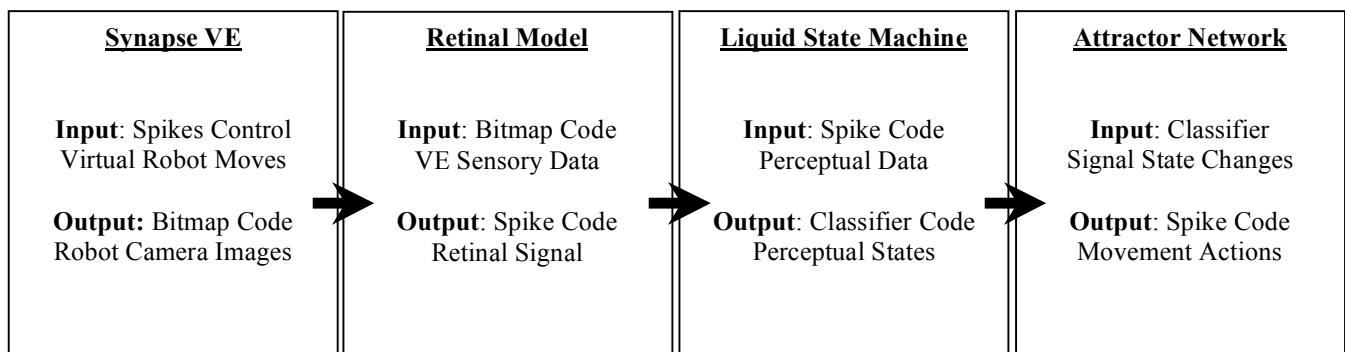 Synapse VE
Input: Spikes Control
Virtual Robot Moves
Output: Bitmap Code
Robot Camera Images
Retinal Model
Input: Bitmap Code
VE Sensory Data
Output: Spike Code
Retinal Signal
Liquid State Machine
Input: Spike Code
Perceptual Data
Output: Classifier Code
Perceptual States
Attractor Network
Input: Classifier
Signal State Changes
Output: Spike Code
Movement Actions